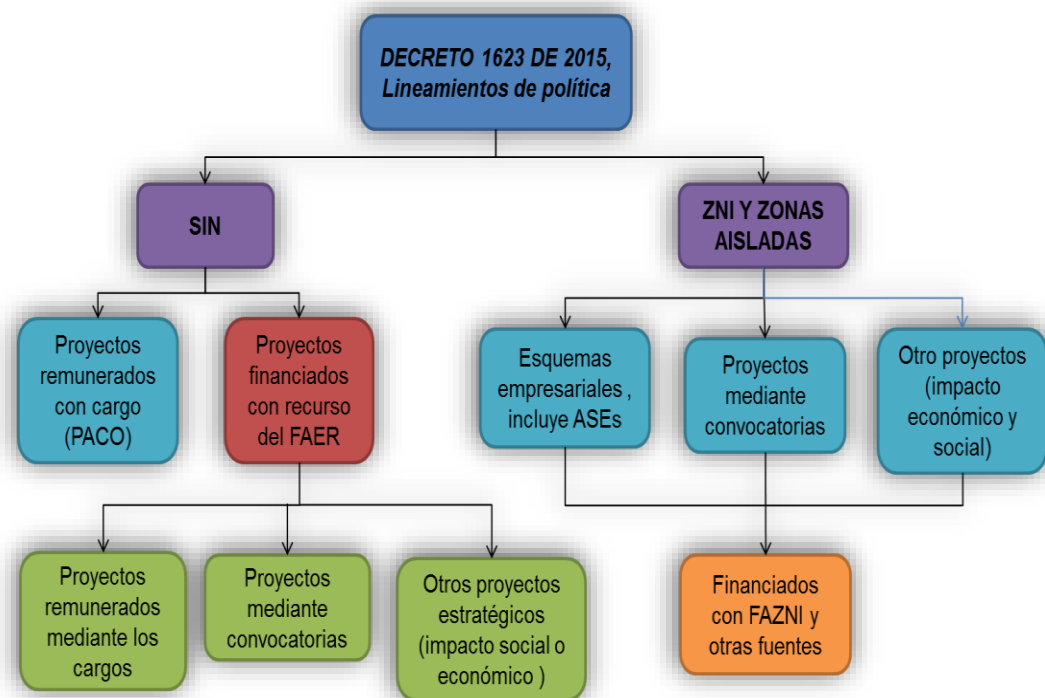 DECRETO 1623 DE 2015,
Lineamientos de política
SIN
ZNI Y ZONAS
AISLADAS
Proyectos
remunerados
con cargo
(PACO)
Proyectos
financiados
con recurso
del FAER
Esquemas
empresariales ,
incluye ASEs
Proyectos
mediante
convocatorias
Otro proyectos
(impacto
económico y
social)
Proyectos
remunerados
mediante los
cargos
Proyectos
mediante
convocatorias
Otros proyectos
estratégicos
(impacto social o
económico )
Financiados
con FAZNI y
otras fuentes